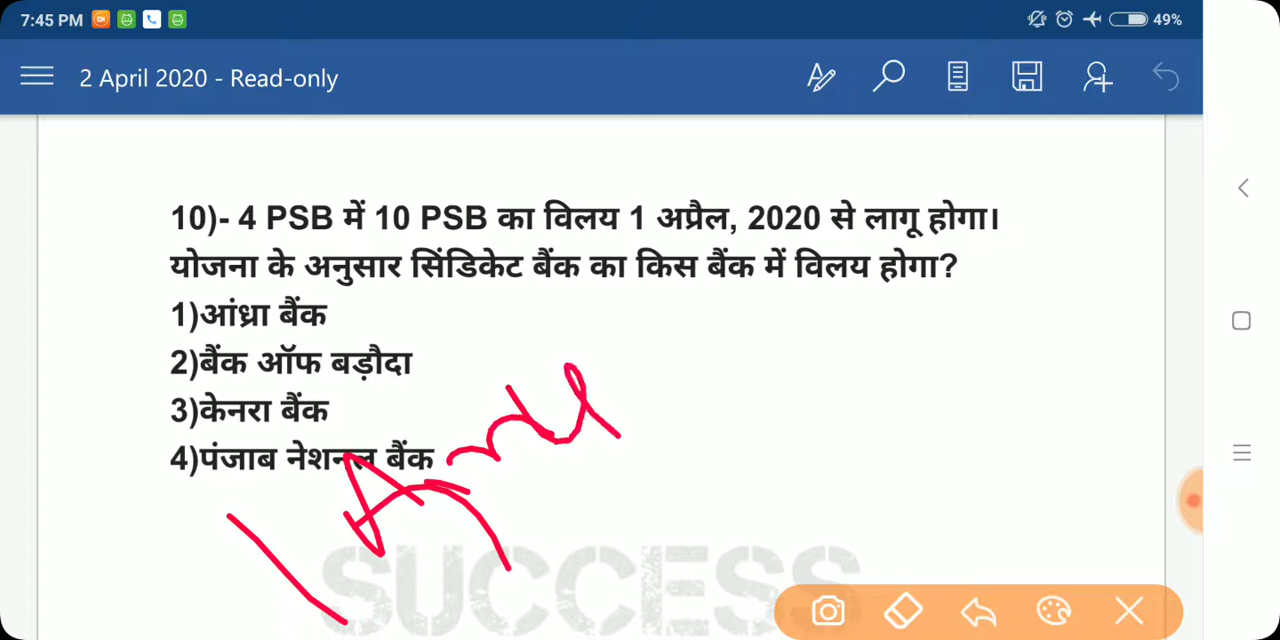 7:45 PM
49%
2 April 2020 - Read-only
10)- 4 PSB में 10 PSB का विलय 1 अप्रैल, 2020 से लागू होगा।
योजना के अनुसार सिंडिकेट बैंक का किस बैंक में विलय होगा?
1)आंध्रा बैंक
2)बैंक ऑफ बड़ौदा
3)केनरा बैंक
4)पंजाब नेशनल बैंक
SUCCESS